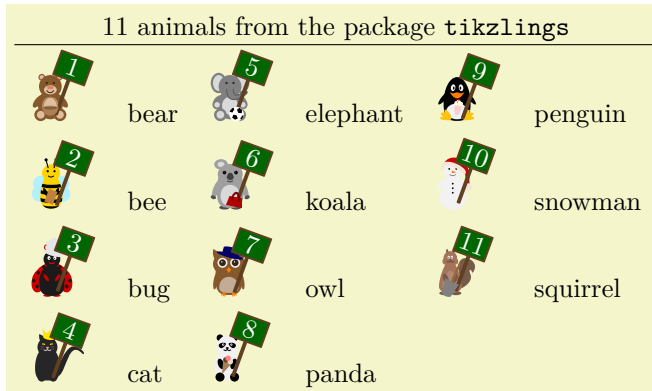 11 animals from the package tikzlings
1 bear 5 elephant 9 penguin
2 bee 6 koala 10 snowman
3 bug 7 owl 11 squirrel
4 cat 8 panda